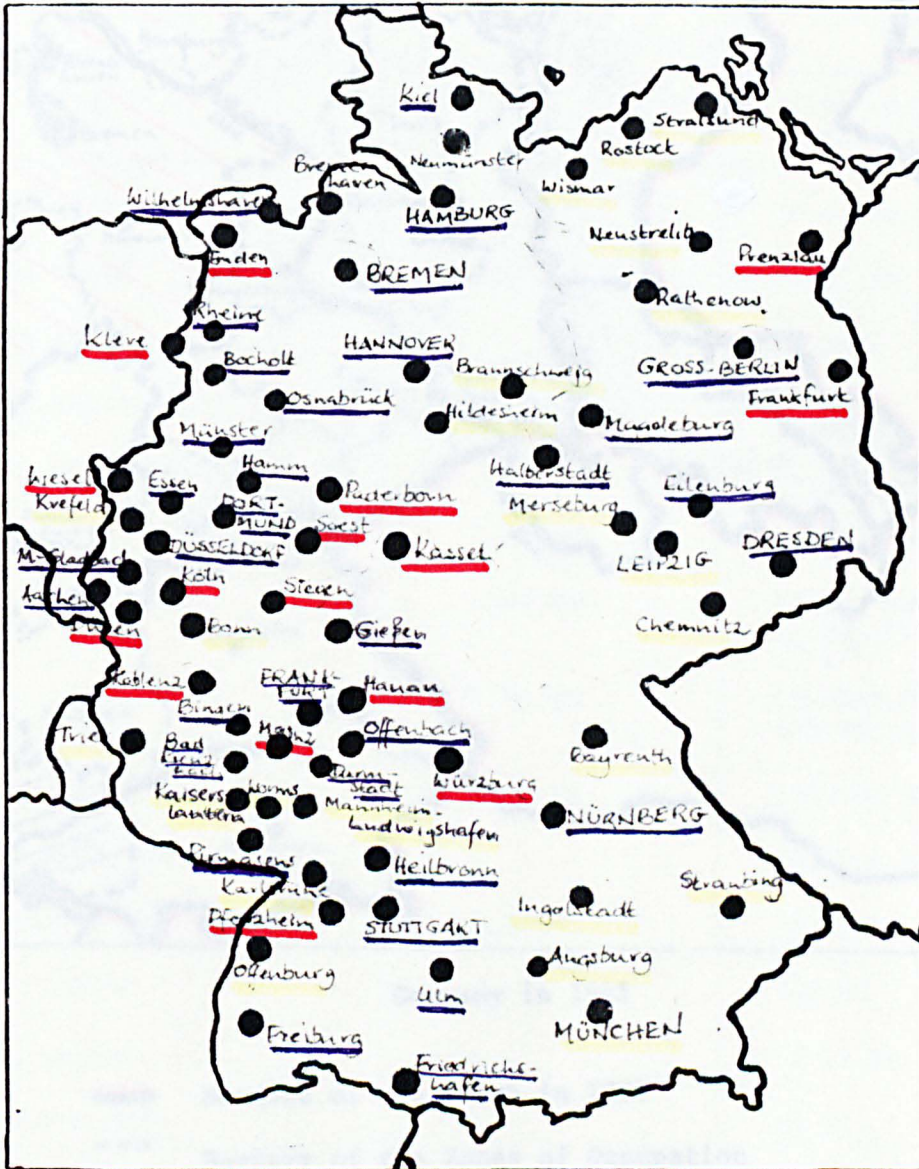 Kiel
Stralsund
Rostock
Neumünster
Wismar
Bremer-
haven
Wilhelmshaven
HAMBURG
Neustrelitz
Emden
Prenzlau
BREMEN
Rathenow
Rheine
Kleve
HANNOVER
Bocholt
Braunschweig
GROSS-BERLIN
Osnabrück
Frankfurt
Hildesheim
Magdeburg
Münster
Halberstadt
Hamm
Wesel
Essen
Eilenburg
Paderborn
Krefeld
Merseburg
DORT-
MUND
Soest
DÜSSELDORF
Kassel
LEIPZIG
DRESDEN
M-Gladbach
Köln
Aachen
Siegen
Düren
Bonn
Gießen
Chemnitz
Koblenz
FRANK-
FURT
Hanau
Bingen
Trier
Mainz
Offenbach
Bad
Kreuz-
nach
Bayreuth
Darm-
stadt
Würzburg
Kaisers-
lautern
Worms
Mannheim-
Ludwigshafen
NÜRNBERG
Pirmasens
Heilbronn
Karlsruhe
Straubing
Ingolstadt
Pforzheim
STUTTGART
Offenburg
Augsburg
Ulm
MÜNCHEN
Freiburg
Friedrichs-
hafen